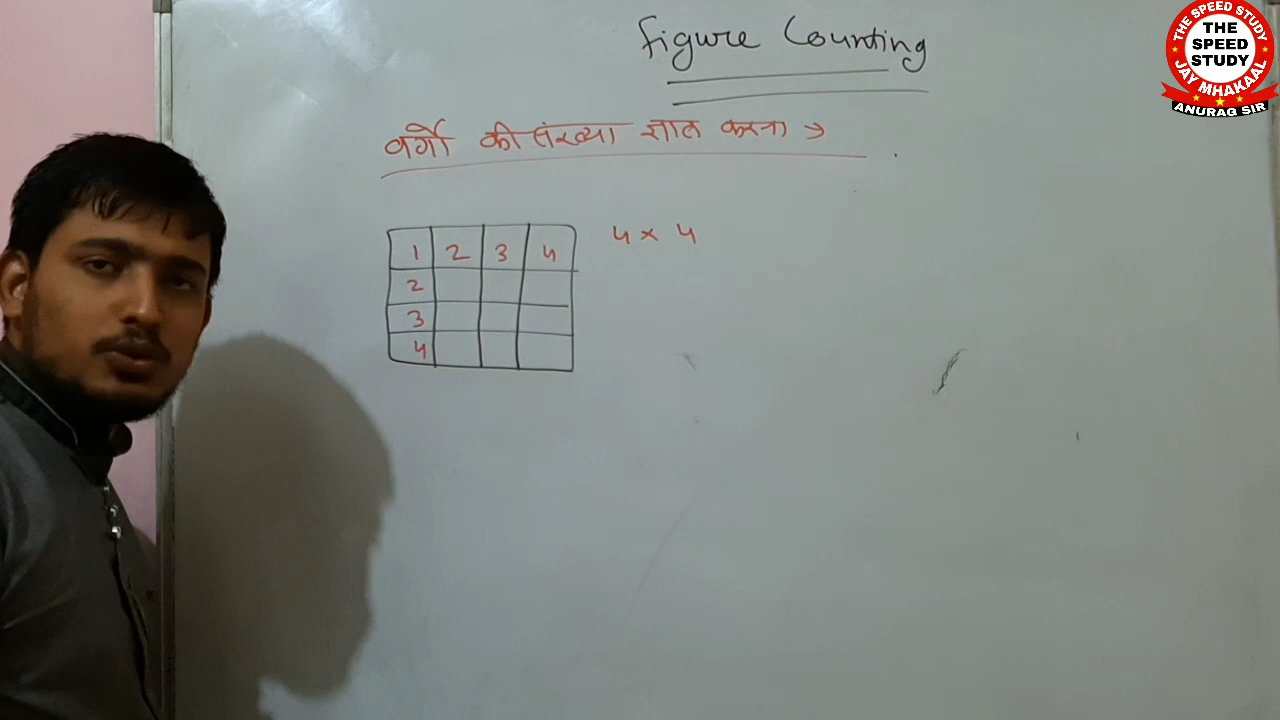 Figure Counting
वर्गो की संख्या ज्ञात करना →
1 2 3 4
2
3
4
4 × 4
THE SPEED STUDY
THE
SPEED
STUDY
JAY MHAKAAL
ANURAG SIR